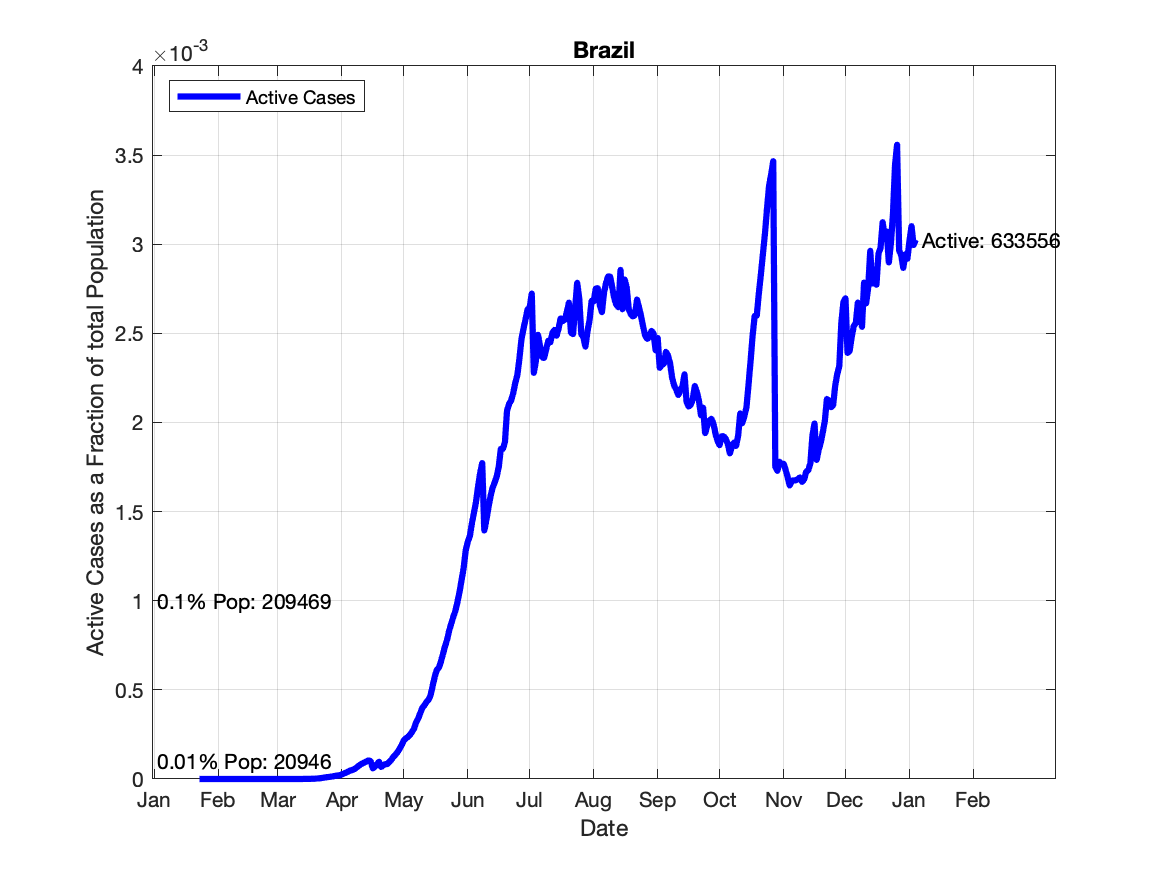 Brazil
×10-3
Active Cases
4
3.5
3
2.5
2
1.5
1
0.5
0
Active Cases as a Fraction of total Population
Active: 633556
0.1% Pop: 209469
0.01% Pop: 20946
Jan Feb Mar Apr May Jun Jul Aug Sep Oct Nov Dec Jan Feb
Date